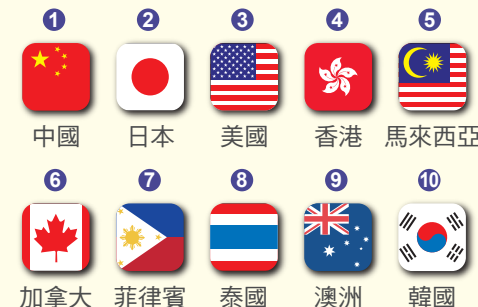 1 2 3 4 5
中國 日本 美國 香港 馬來西亞
6 7 8 9 10
加拿大 菲律賓 泰國 澳洲 韓國